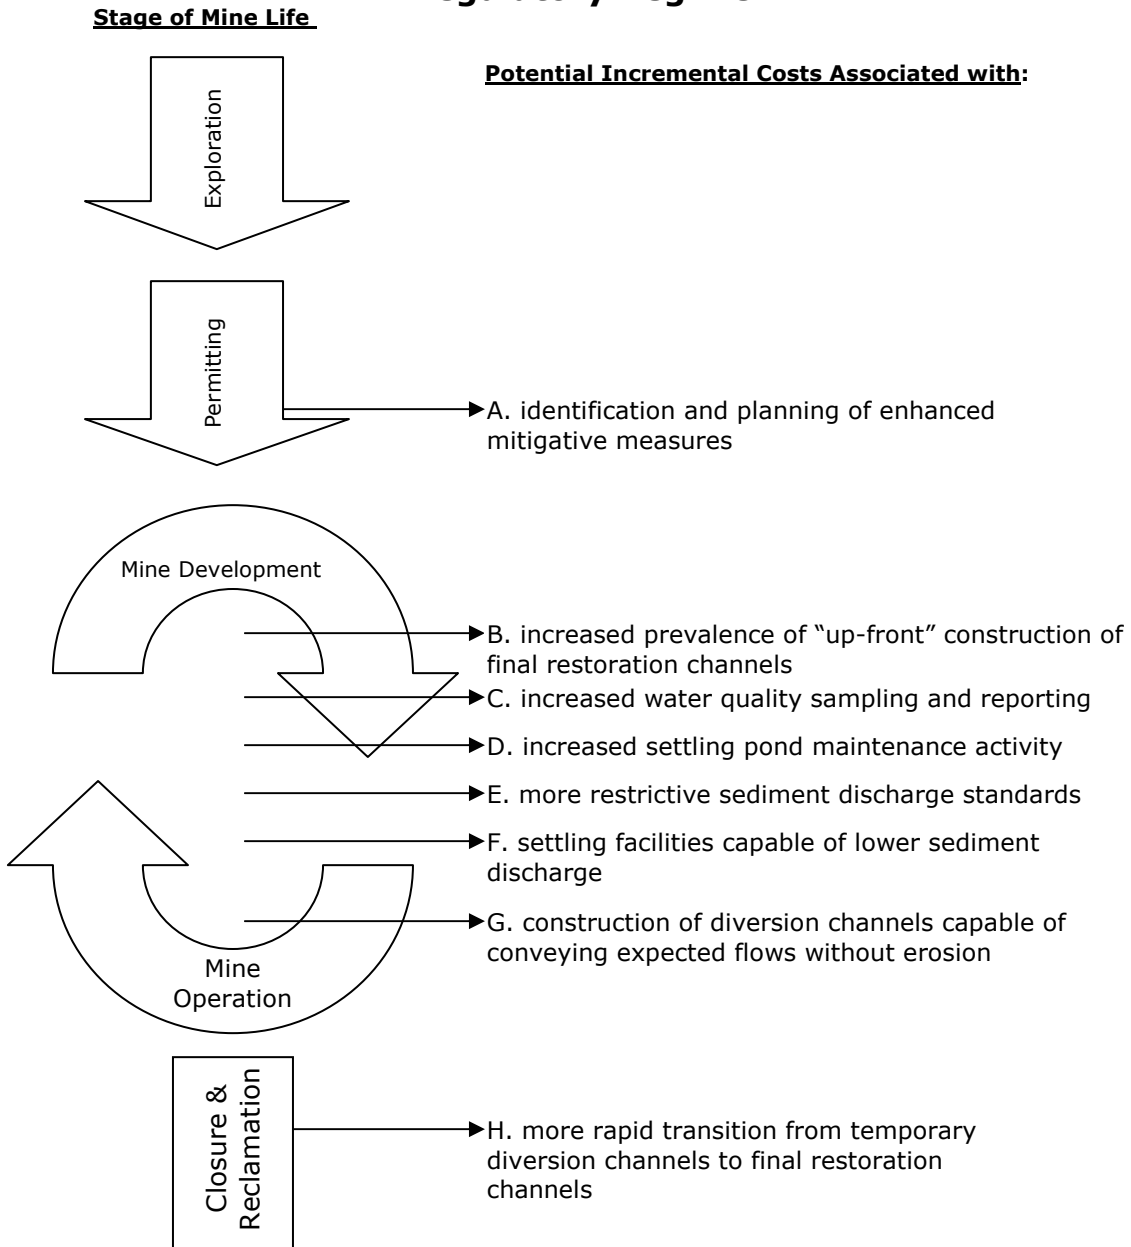 Stage of Mine Life
Potential Incremental Costs Associated with:
Exploration
Permitting
A. identification and planning of enhanced
mitigative measures
Mine Development
B. increased prevalence of “up-front” construction of
final restoration channels
C. increased water quality sampling and reporting
D. increased settling pond maintenance activity
E. more restrictive sediment discharge standards
F. settling facilities capable of lower sediment
discharge
G. construction of diversion channels capable of
conveying expected flows without erosion
Mine
Operation
Closure &
Reclamation
H. more rapid transition from temporary
diversion channels to final restoration
channels